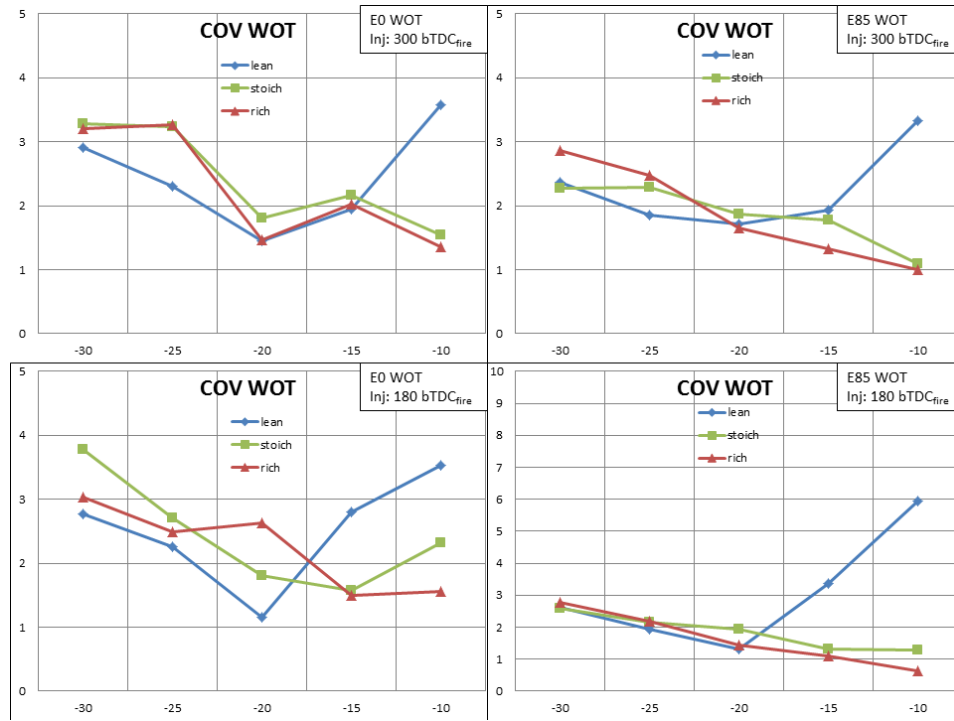 COV WOT
E0 WOT
Inj: 300 bTDCfire
lean
stoich
rich
5
4
3
2
1
0
-30 -25 -20 -15 -10
COV WOT
E85 WOT
Inj: 300 bTDCfire
lean
stoich
rich
5
4
3
2
1
0
-30 -25 -20 -15 -10
COV WOT
E0 WOT
Inj: 180 bTDCfire
lean
stoich
rich
5
4
3
2
1
0
-30 -25 -20 -15 -10
COV WOT
E85 WOT
Inj: 180 bTDCfire
lean
stoich
rich
10
9
8
7
6
5
4
3
2
1
0
-30 -25 -20 -15 -10